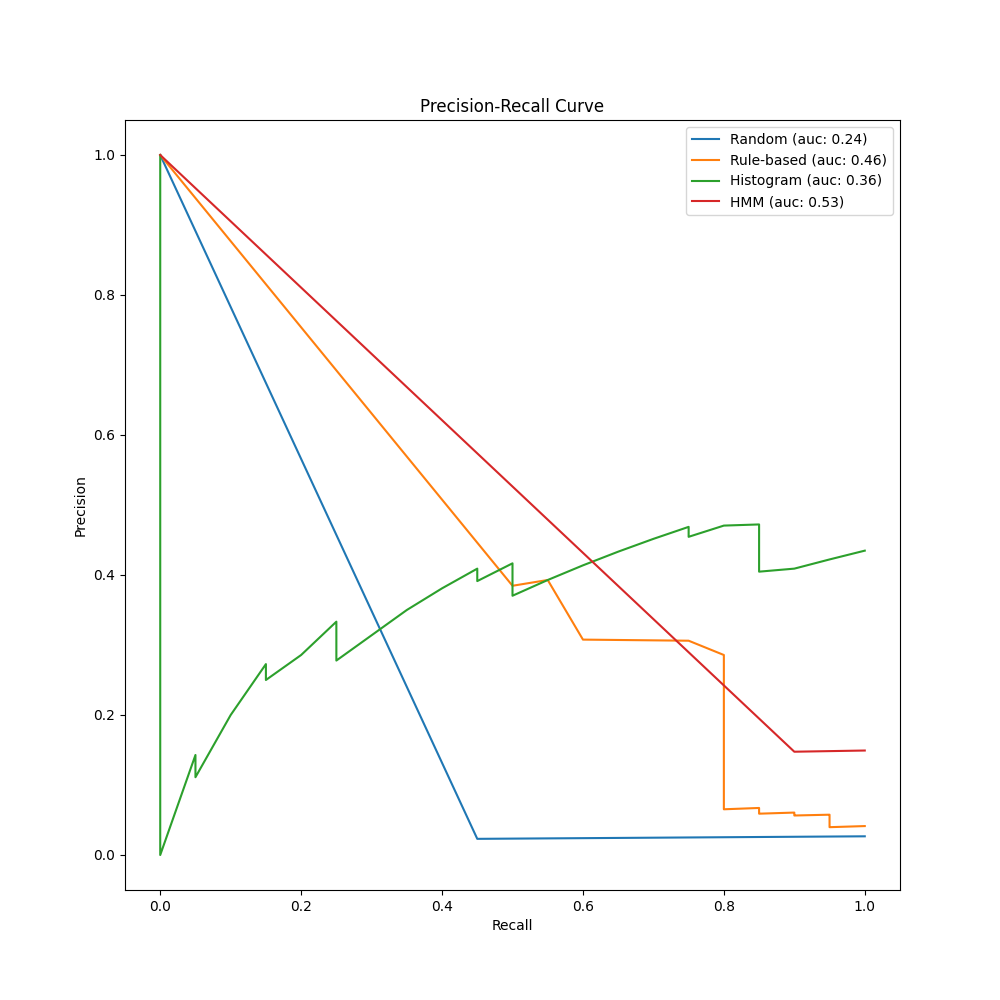 Precision-Recall Curve
Random (auc: 0.24)
Rule-based (auc: 0.46)
Histogram (auc: 0.36)
HMM (auc: 0.53)
1.0
0.8
0.6
0.4
0.2
0.0
Precision
0.0 0.2 0.4 0.6 0.8 1.0
Recall